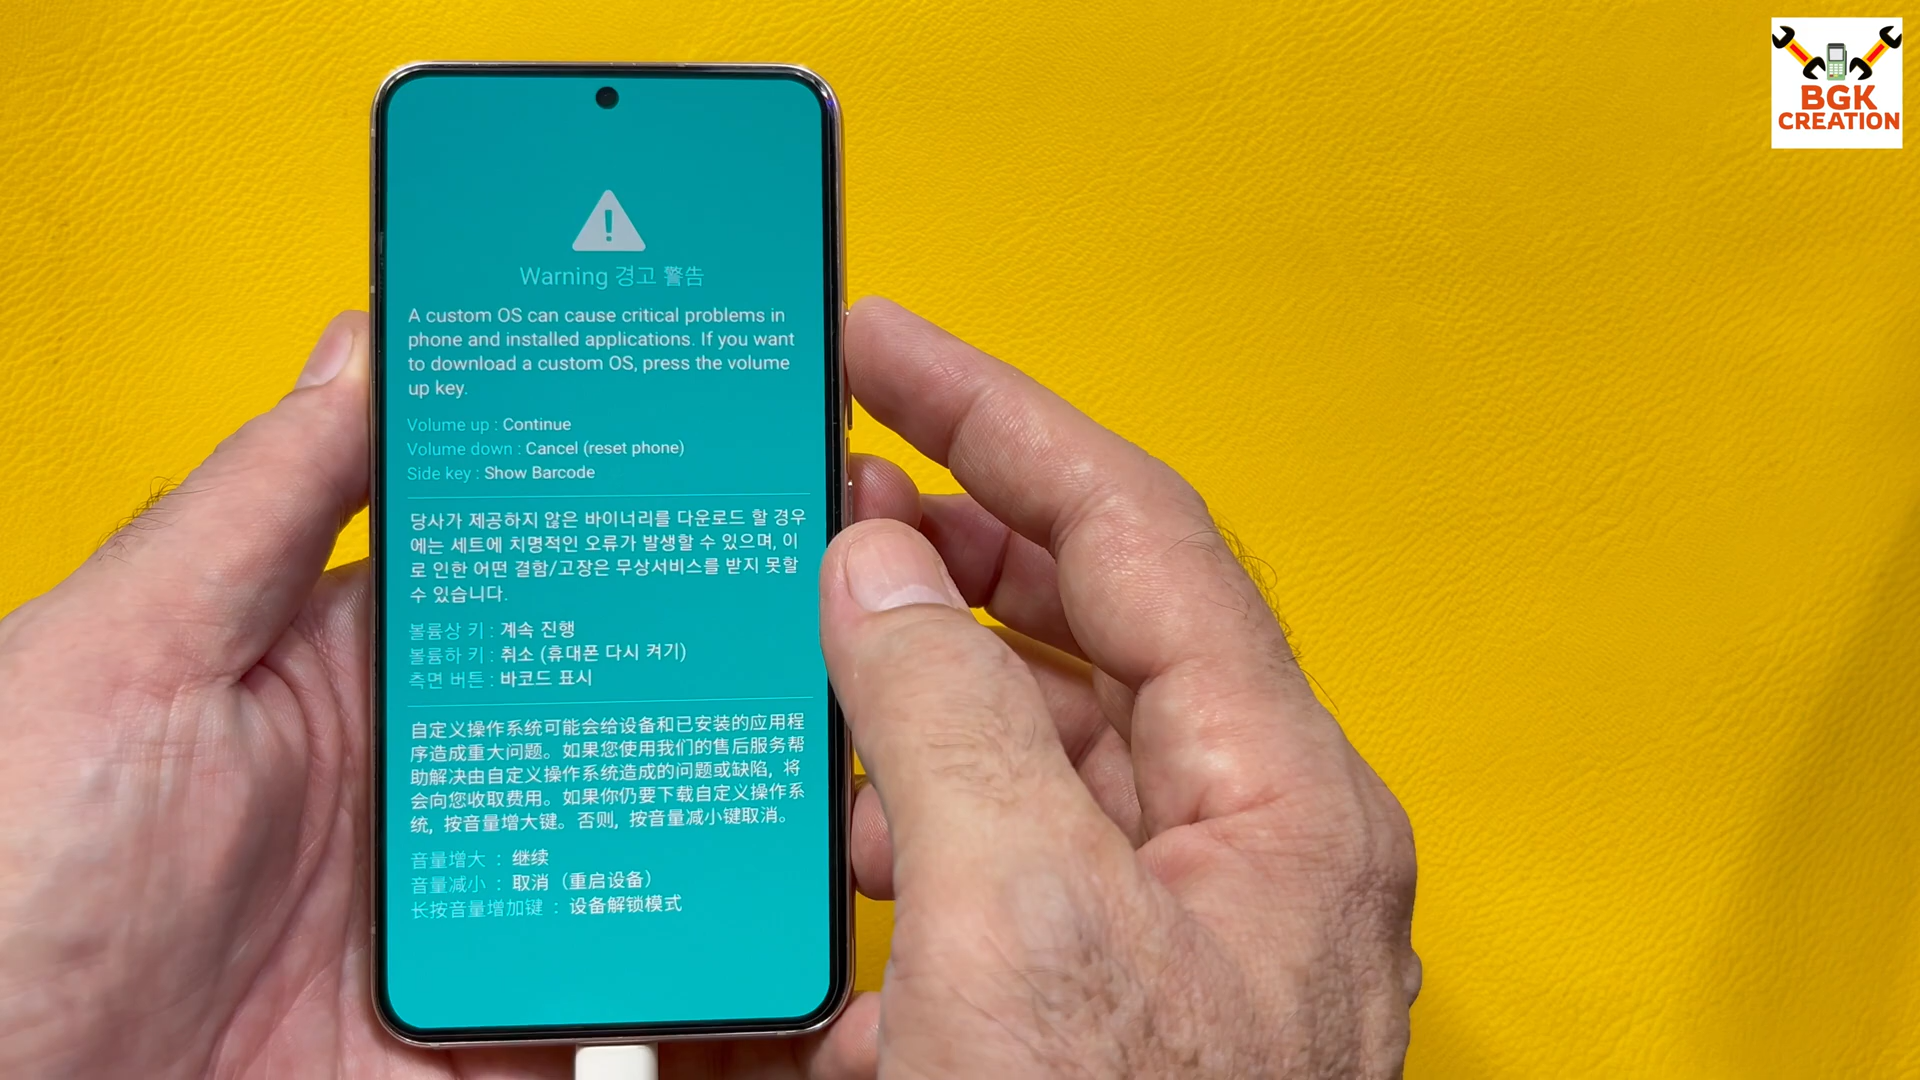 BGK
CREATION
Warning 경고 警告
A custom OS can cause critical problems in
phone and installed applications. If you want
to download a custom OS, press the volume
up key.
Volume up : Continue
Volume down : Cancel (reset phone)
Side key : Show Barcode
당사가 제공하지 않은 바이너리를 다운로드 할 경우
에는 세트에 치명적인 오류가 발생할 수 있으며, 이
로 인한 어떤 결함/고장은 무상서비스를 받지 못할
수 있습니다.
볼륨상 키 : 계속 진행
볼륨하 키 : 취소 (휴대폰 다시 켜기)
측면 버튼 : 바코드 표시
自定义操作系统可能会给设备和已安装的应用程
序造成重大问题。如果您使用我们的售后服务帮
助解决由自定义操作系统造成的问题或缺陷, 将
会向您收取费用。如果你仍要下载自定义操作系
统, 按音量增大键。否则, 按音量减小键取消。
音量增大 : 继续
音量减小 : 取消（重启设备）
长按音量增加键 : 设备解锁模式